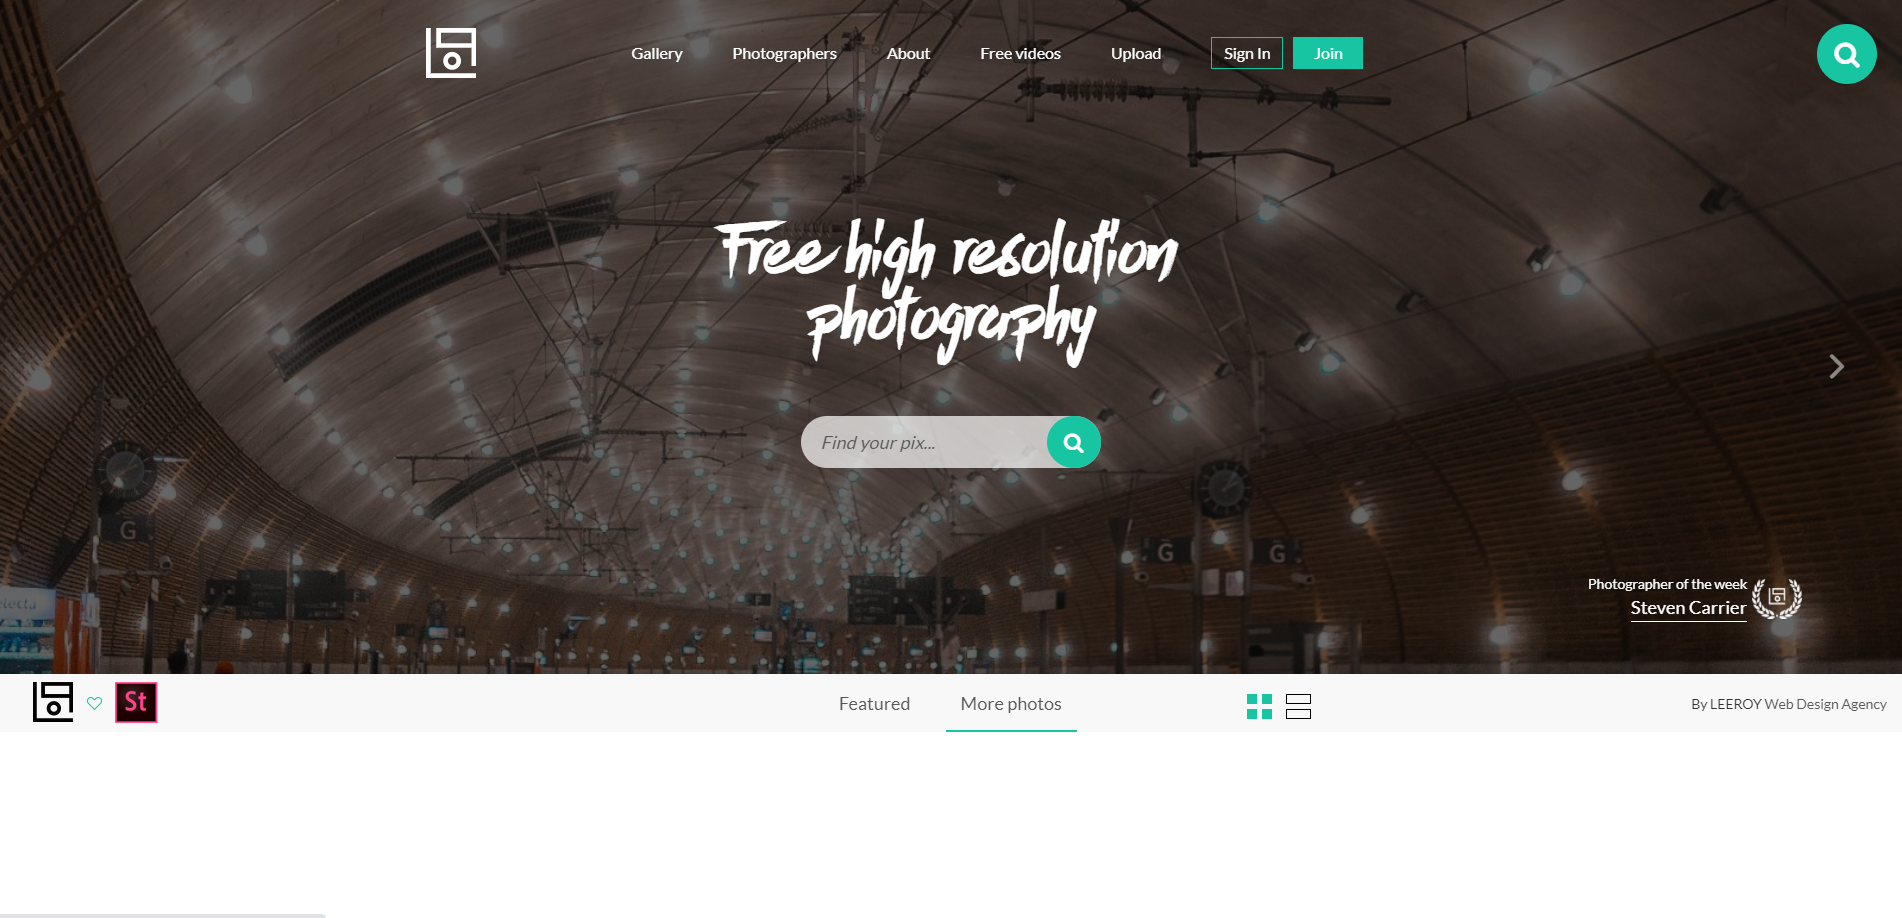 Gallery
Photographers
About
Free videos
Upload
Sign In
Join
Free high resolution
photography
Find your pix...
G
G
G
Photographer of the week
Steven Carrier
St
Featured
More photos
By LEEROY Web Design Agency